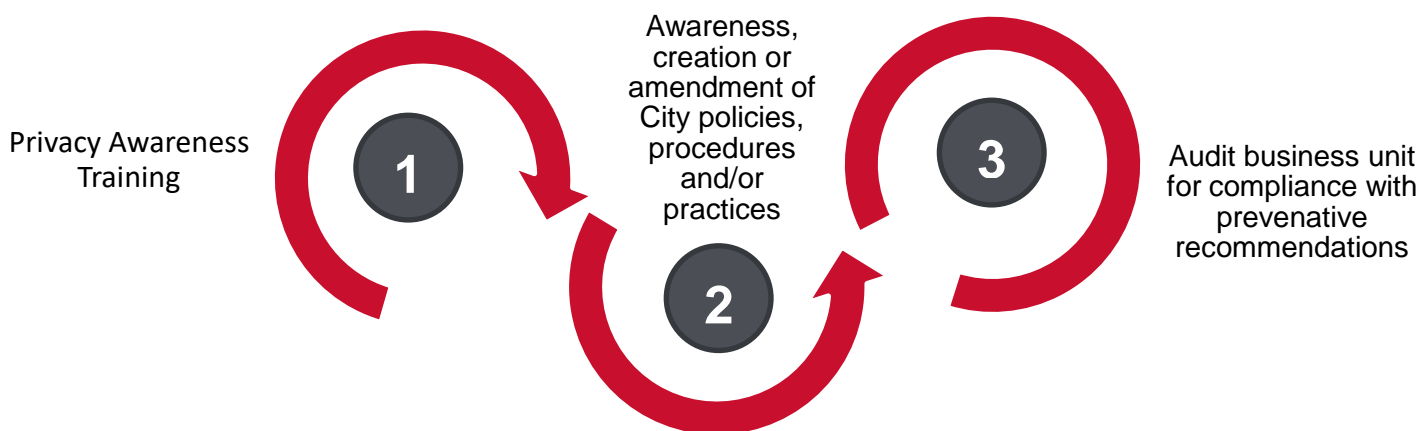 Privacy Awareness
Training
1
Awareness,
creation or
amendment of
City policies,
procedures
and/or
practices
2
3
Audit business unit
for compliance with
prevenative
recommendations